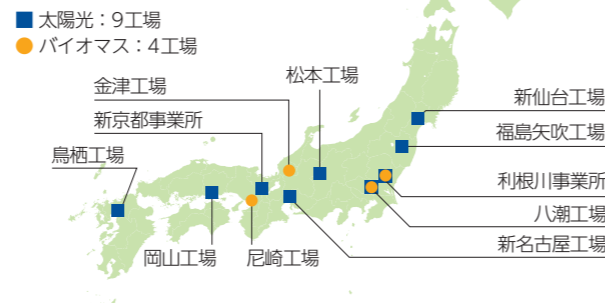 太陽光：9工場
バイオマス：4工場
松本工場
金津工場
新京都事業所
鳥栖工場
新仙台工場
福島矢吹工場
利根川事業所
八潮工場
新名古屋工場
岡山工場
尼崎工場